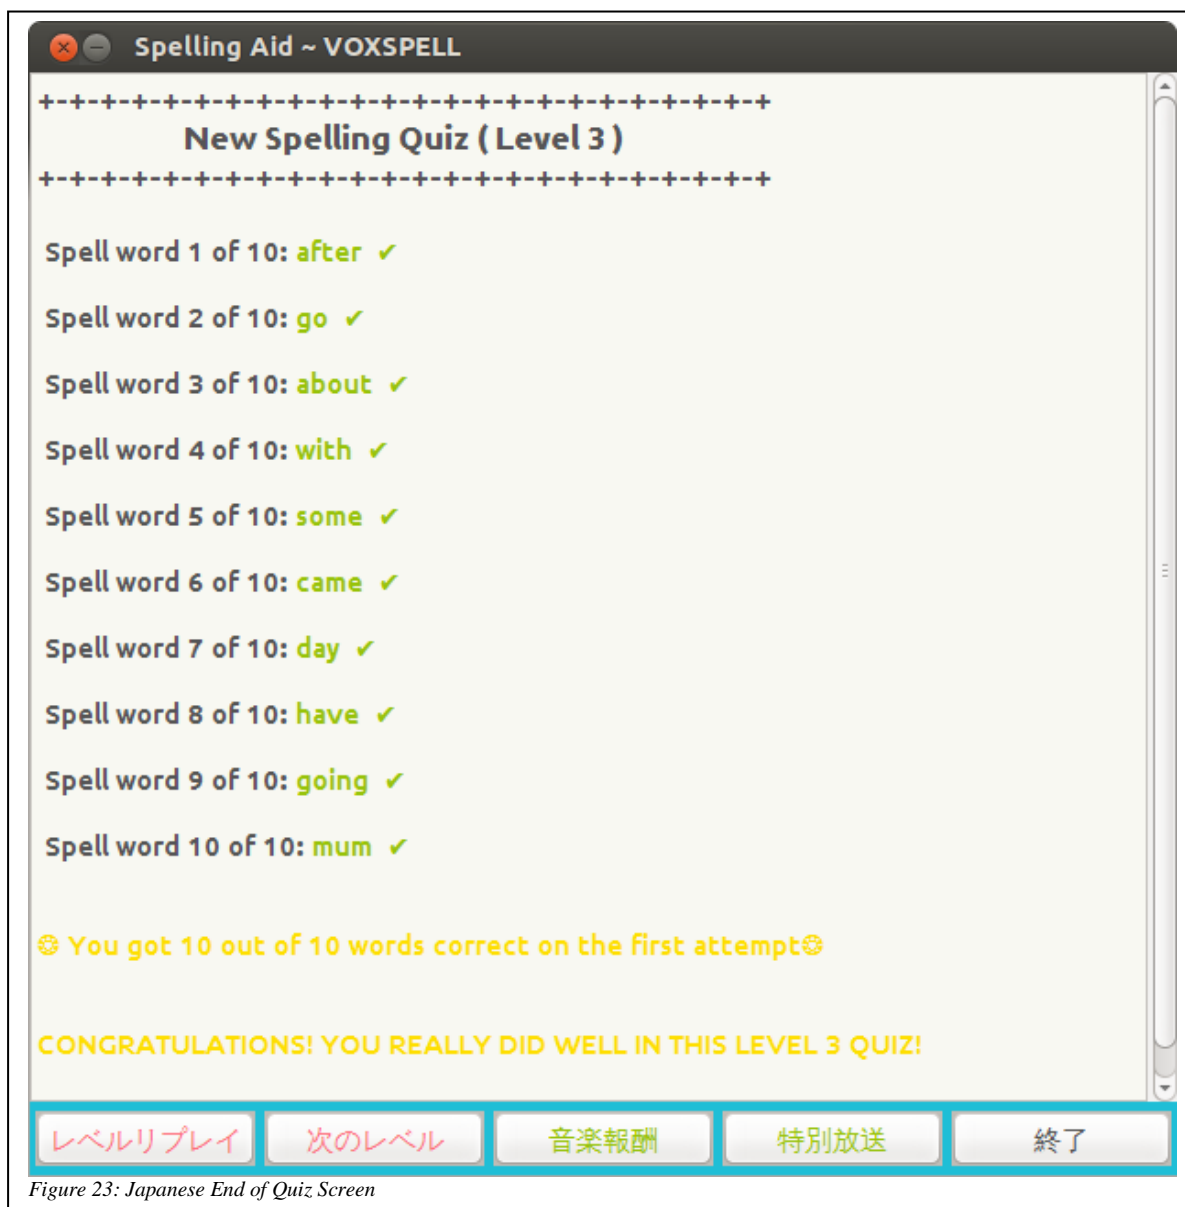 Spelling Aid ~ VOXSPELL
+-+-+-+-+-+-+-+-+-+-+-+-+-+-+-+-+-+-+-+-+-+-+-+
New Spelling Quiz ( Level 3 )
+-+-+-+-+-+-+-+-+-+-+-+-+-+-+-+-+-+-+-+-+-+-+-+
Spell word 1 of 10: after ✔
Spell word 2 of 10: go ✔
Spell word 3 of 10: about ✔
Spell word 4 of 10: with ✔
Spell word 5 of 10: some ✔
Spell word 6 of 10: came ✔
Spell word 7 of 10: day ✔
Spell word 8 of 10: have ✔
Spell word 9 of 10: going ✔
Spell word 10 of 10: mum ✔
❂ You got 10 out of 10 words correct on the first attempt❂
CONGRATULATIONS! YOU REALLY DID WELL IN THIS LEVEL 3 QUIZ!
レベルリプレイ 次のレベル 音楽報酬 特別放送 終了
Figure 23: Japanese End of Quiz Screen